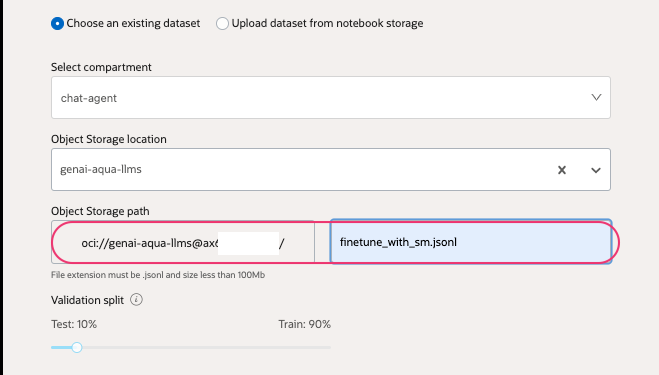 Choose an existing dataset Upload dataset from notebook storage
Select compartment
chat-agent
Object Storage location
genai-aqua-llms
Object Storage path
oci://genai-aqua-llms@ax6 / finetune_with_sm.jsonl
File extension must be .jsonl and size less than 100Mb
Validation split
Test: 10% Train: 90%